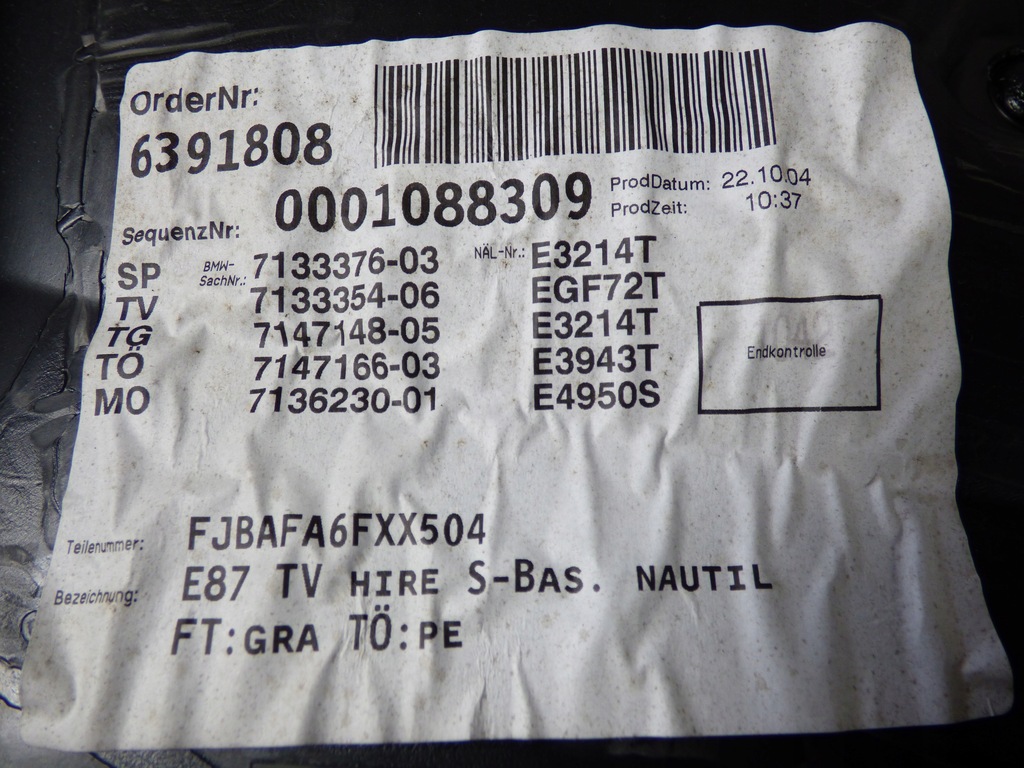 OrderNr:
6391808
SequenzNr: 0001088309
ProdDatum: 22.10.04
ProdZeit: 10:37
SP BMW-SachNr.: 7133376-03 NÄL-Nr.: E3214T
TV 7133354-06 EGF72T
TG 7147148-05 E3214T
TÖ 7147166-03 E3943T
MO 7136230-01 E4950S
Endkontrolle
Teilenummer: FJBAFA6FXX504
Bezeichnung: E87 TV HIRE S-BAS. NAUTIL
FT:GRA TÖ:PE